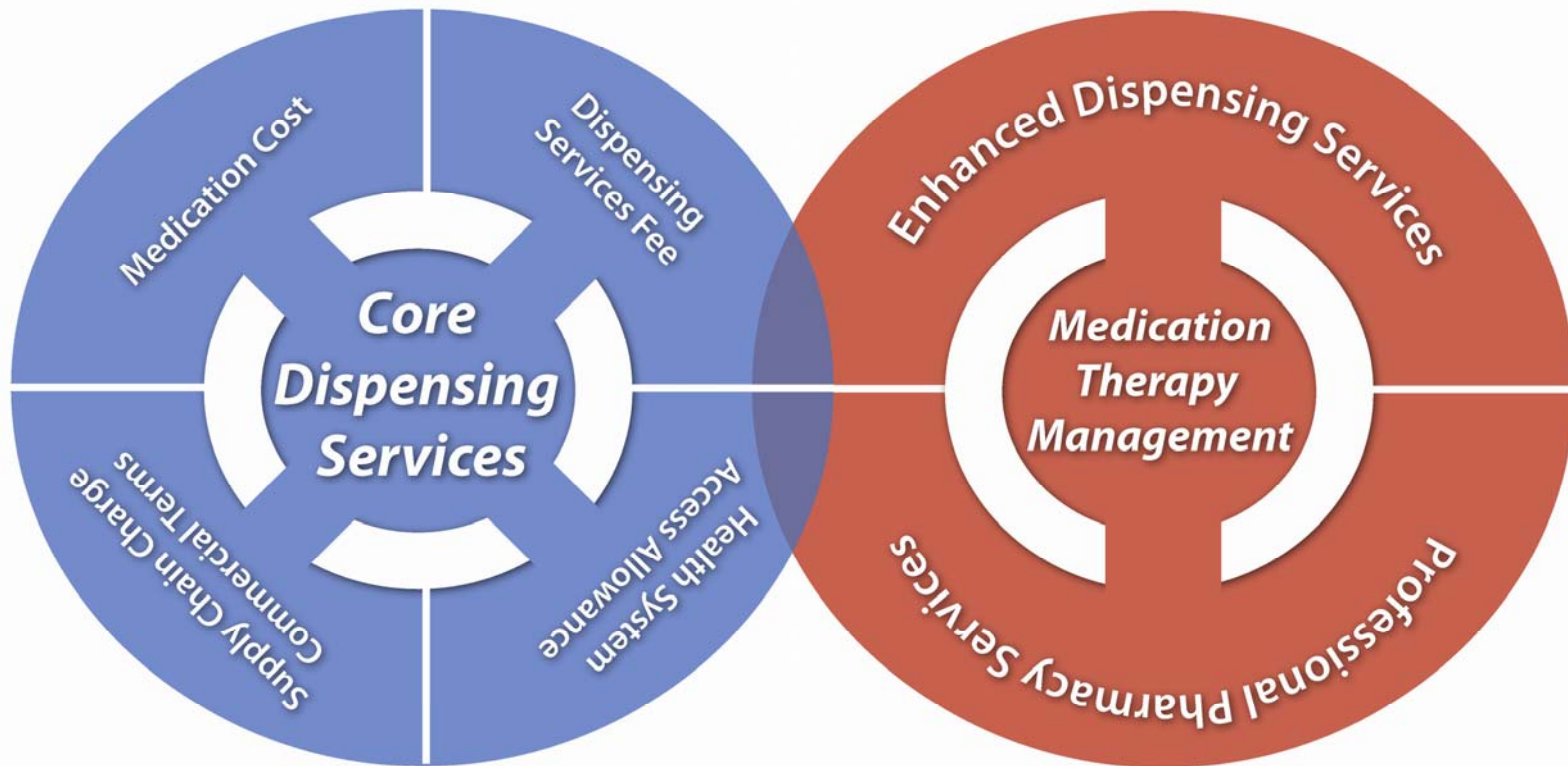 Medication Cost
Dispensing
Services Fee
Core
Dispensing
Services
Supply Chain Charge
Commercial Terms
Health System
Access Allowance
Enhanced Dispensing Services
Medication
Therapy
Management
Professional Pharmacy Services